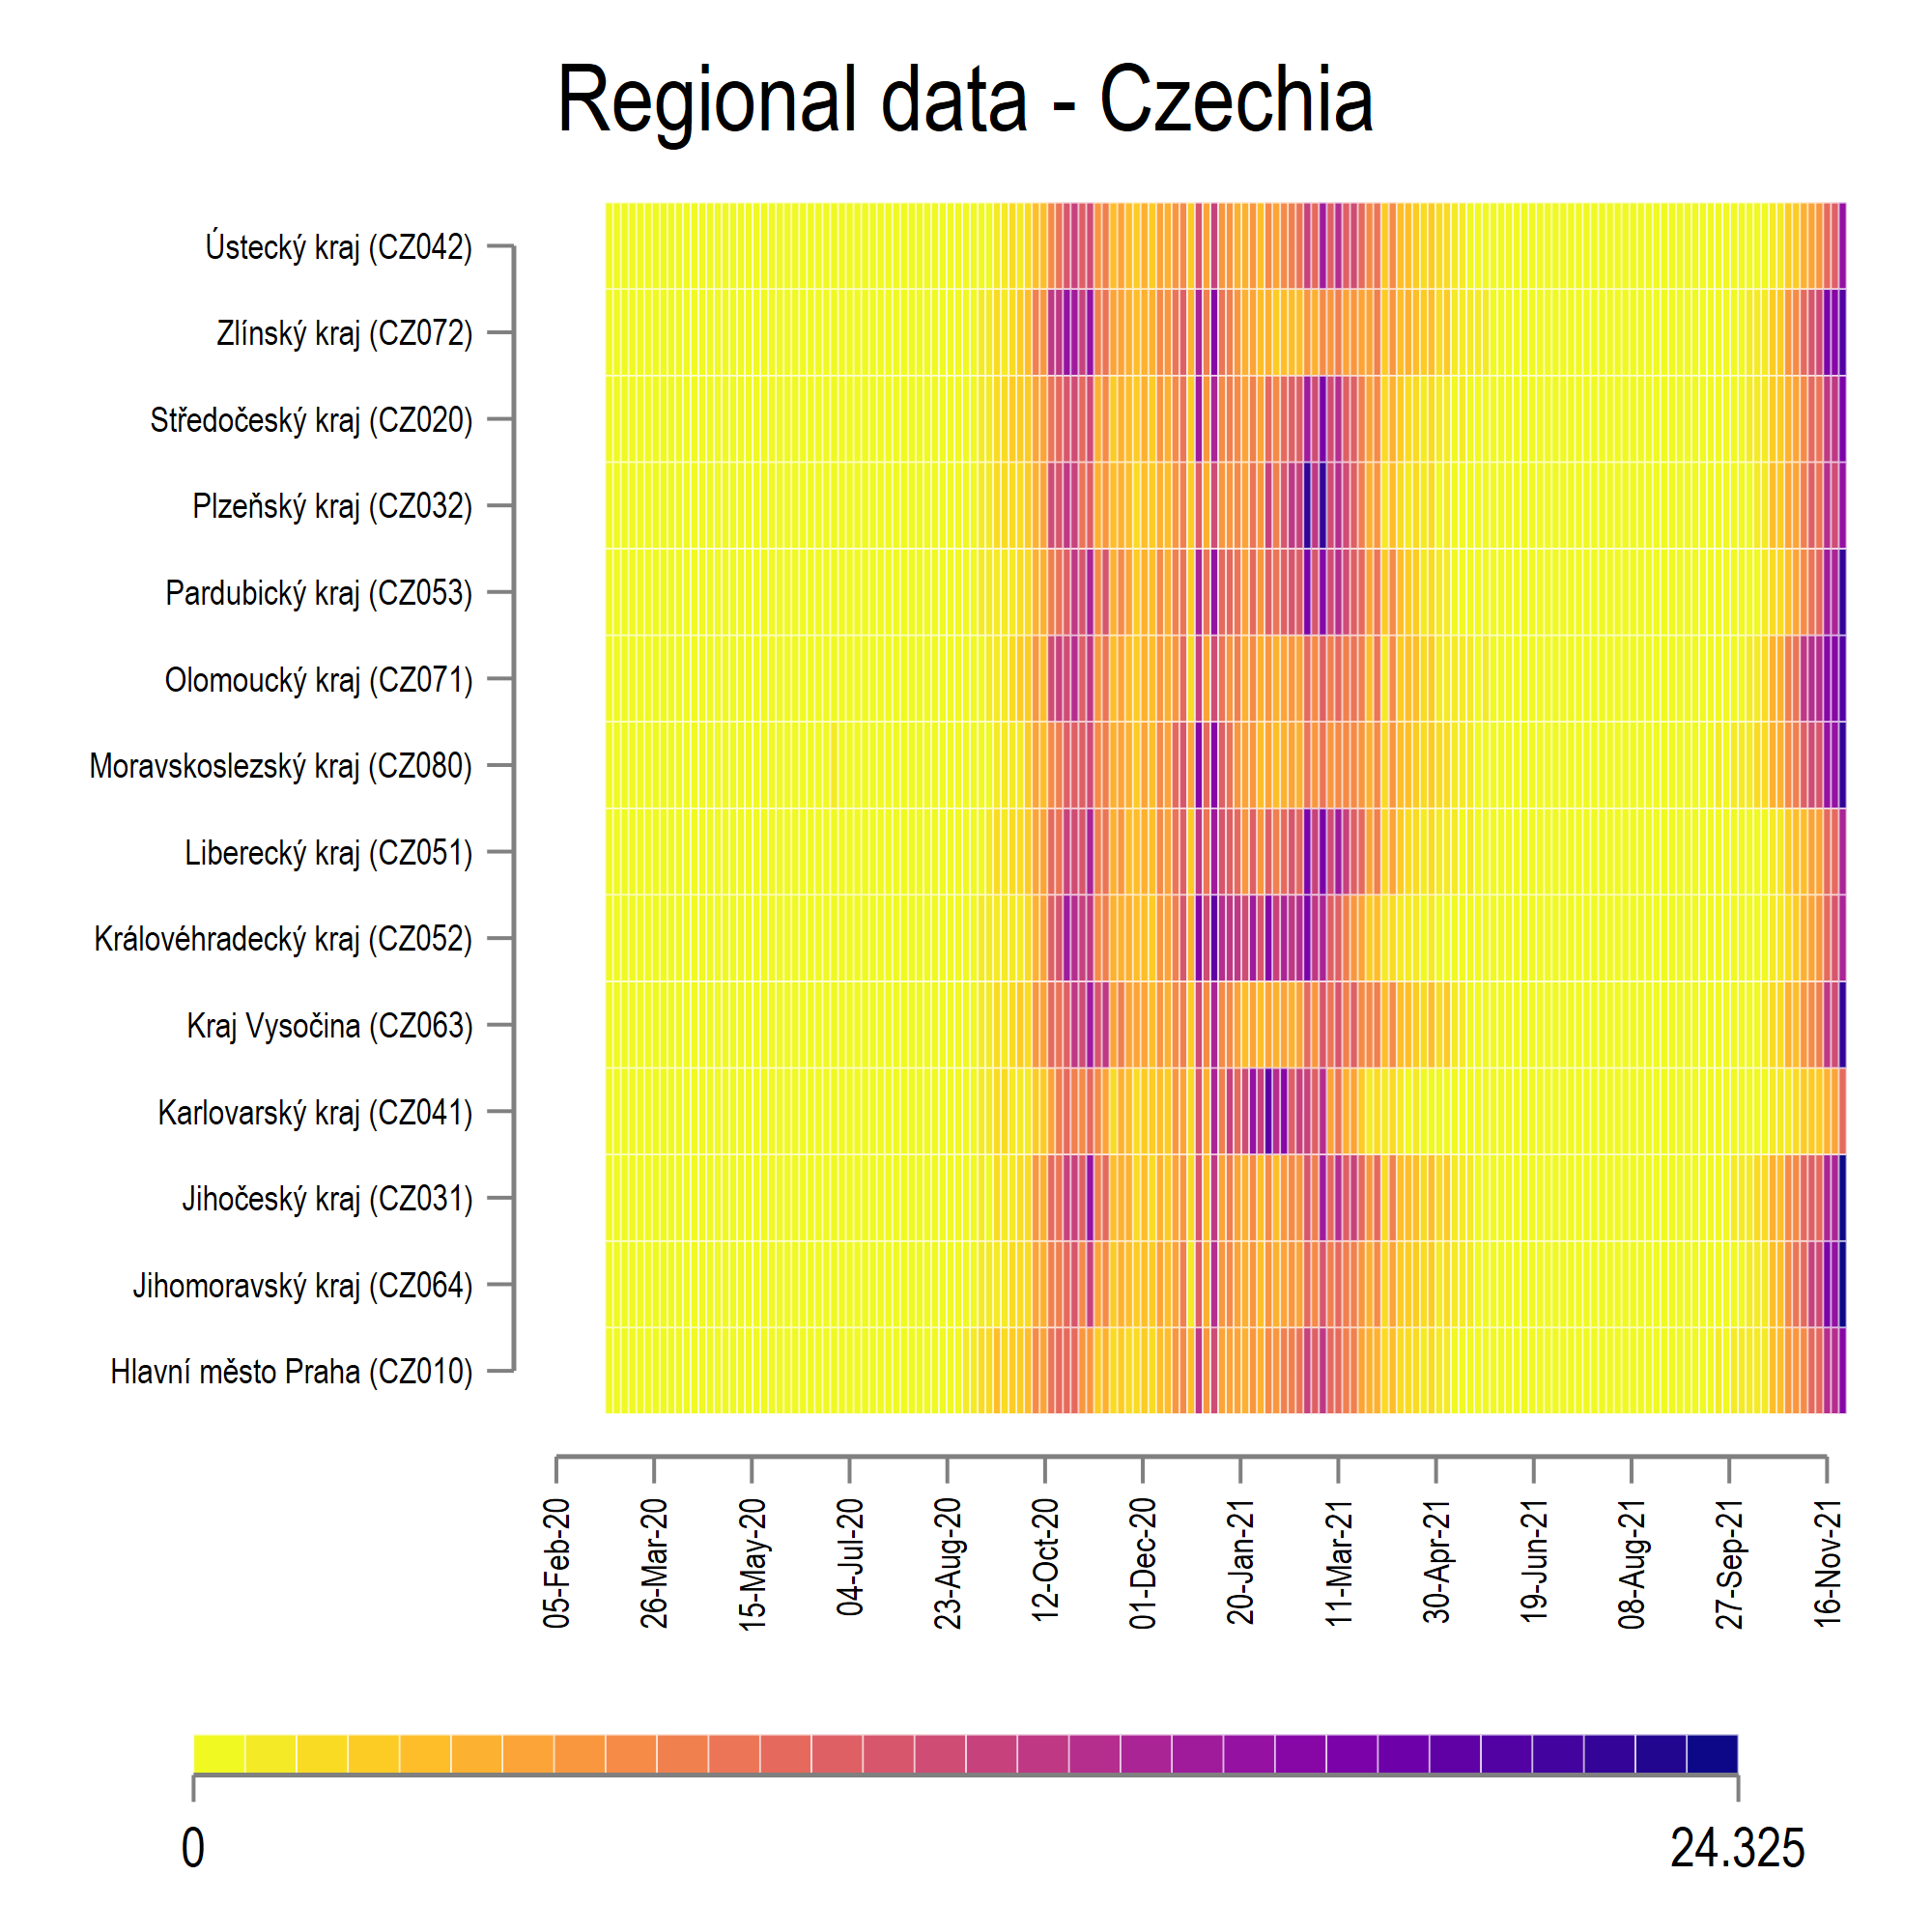 Regional data - Czechia
Ústecký kraj (CZ042)
Zlínský kraj (CZ072)
Středočeský kraj (CZ020)
Plzeňský kraj (CZ032)
Pardubický kraj (CZ053)
Olomoucký kraj (CZ071)
Moravskoslezský kraj (CZ080)
Liberecký kraj (CZ051)
Královéhradecký kraj (CZ052)
Kraj Vysočina (CZ063)
Karlovarský kraj (CZ041)
Jihočeský kraj (CZ031)
Jihomoravský kraj (CZ064)
Hlavní město Praha (CZ010)
05-Feb-20
26-Mar-20
15-May-20
04-Jul-20
23-Aug-20
12-Oct-20
01-Dec-20
20-Jan-21
11-Mar-21
30-Apr-21
19-Jun-21
08-Aug-21
27-Sep-21
16-Nov-21
0
24.325